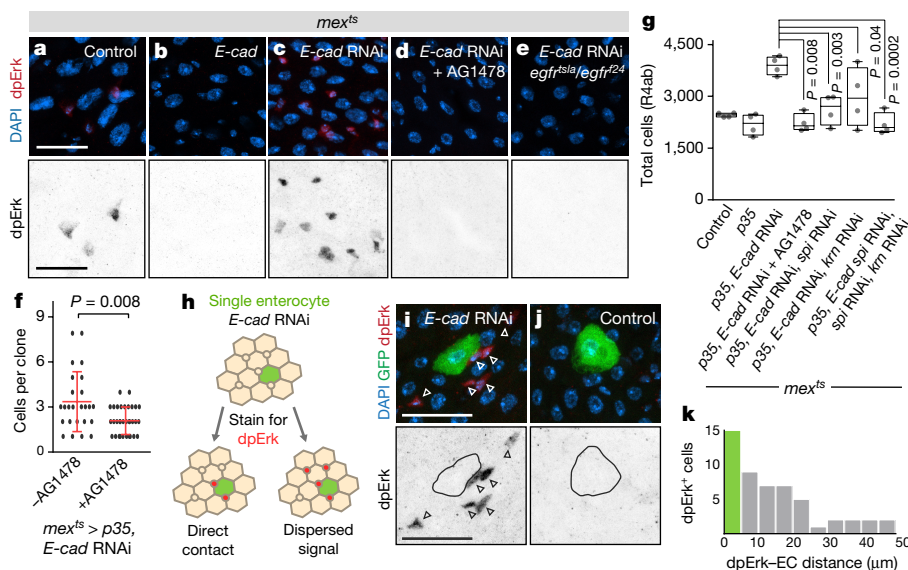 mex^ts
a Control
b E-cad
c E-cad RNAi
d E-cad RNAi + AG1478
e E-cad RNAi egfr^tsla/egfr^f24
DAPI dpErk
dpErk
g
Total cells (R4ab)
4,500
3,000
1,500
0
P = 0.008
P = 0.003
P = 0.04
P = 0.0002
Control
p35
p35, E-cad RNAi
p35, E-cad RNAi + AG1478
p35, E-cad RNAi, spi RNAi
p35, E-cad RNAi, krn RNAi
p35, E-cad spi RNAi,
spi RNAi, krn RNAi
mex^ts
f
P = 0.008
Cells per clone
9
6
3
0
–AG1478
+AG1478
mex^ts > p35,
E-cad RNAi
h
Single enterocyte
E-cad RNAi
Stain for
dpErk
Direct
contact
Dispersed
signal
i E-cad RNAi
j Control
DAPI GFP dpErk
dpErk
k
dpErk+ cells
15
10
5
0
0 10 20 30 40 50
dpErk–EC distance (μm)